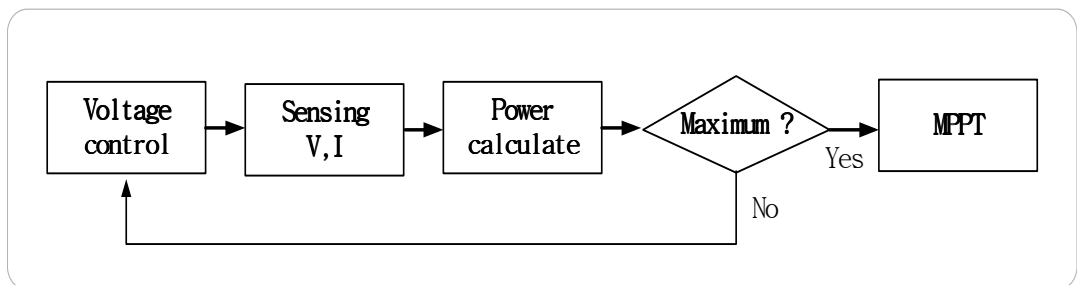 Voltage
control
Sensing
V,I
Power
calculate
Maximum ?
Yes
No
MPPT